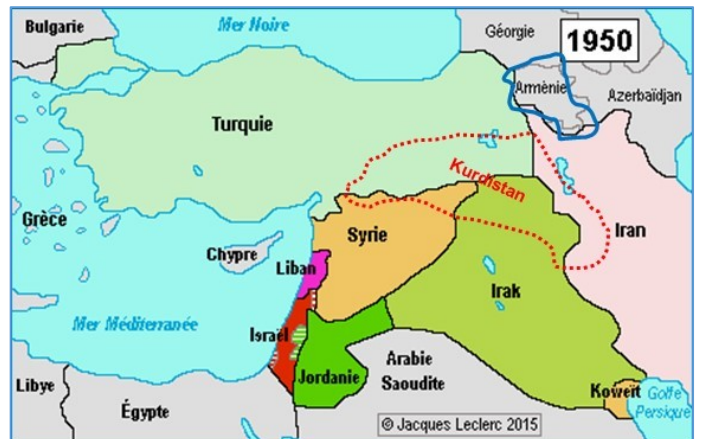 Bulgarie
Mer Noire
Géorgie
1950
Arménie
Azerbaïdjan
Turquie
Kurdistan
Grèce
Chypre
Syrie
Iran
Liban
Irak
Mer Méditerranée
Israël
Jordanie
Arabie
Saoudite
Koweït
Golfe
Persique
Libye
Égypte
© Jacques Leclerc 2015